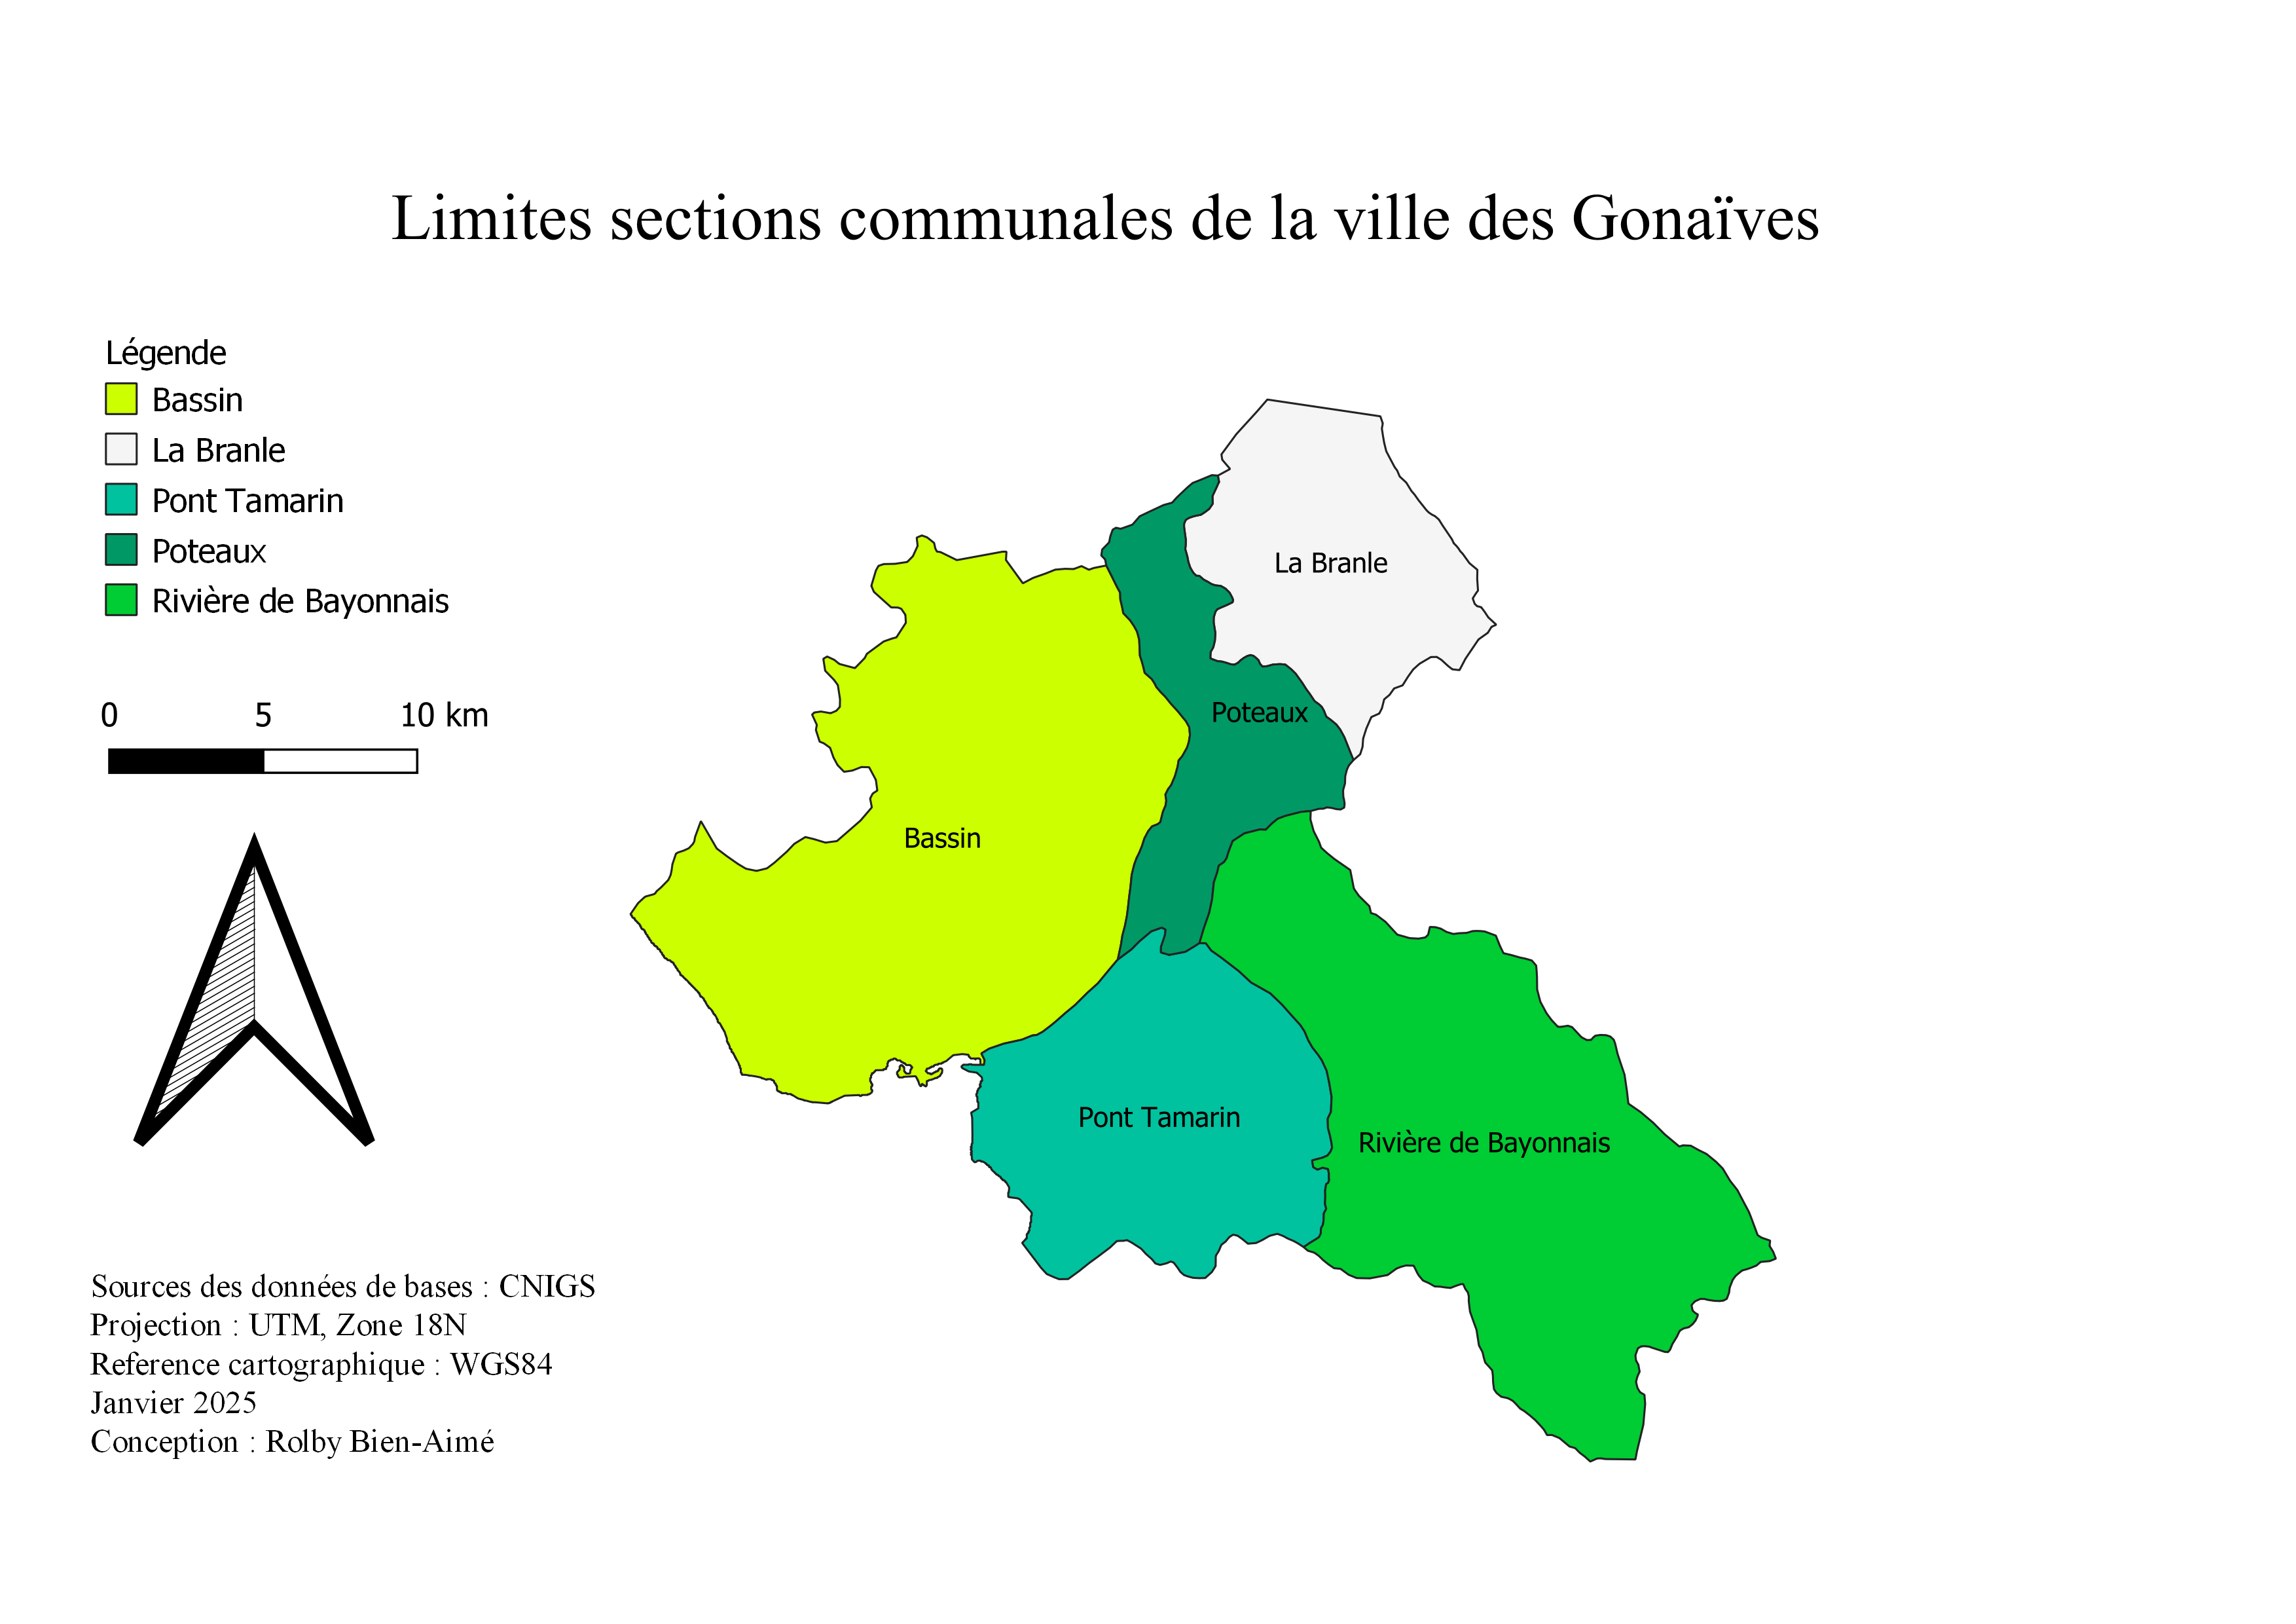 Limites sections communales de la ville des Gonaïves
Légende
Bassin
La Branle
Pont Tamarin
Poteaux
Rivière de Bayonnais
0 5 10 km
La Branle
Poteaux
Bassin
Pont Tamarin
Rivière de Bayonnais
Sources des données de bases : CNIGS
Projection : UTM, Zone 18N
Reference cartographique : WGS84
Janvier 2025
Conception : Rolby Bien-Aimé